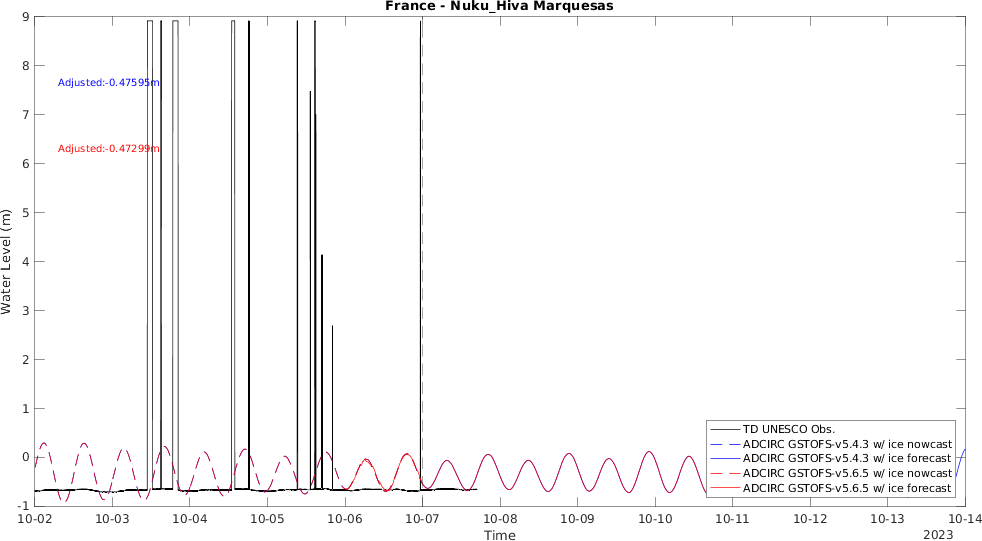 France - Nuku_Hiva Marquesas
9
8
7
6
5
4
3
2
1
0
-1
Water Level (m)
Adjusted:-0.47595m
Adjusted:-0.47299m
TD UNESCO Obs.
ADCIRC GSTOFS-v5.4.3 w/ ice nowcast
ADCIRC GSTOFS-v5.4.3 w/ ice forecast
ADCIRC GSTOFS-v5.6.5 w/ ice nowcast
ADCIRC GSTOFS-v5.6.5 w/ ice forecast
10-02 10-03 10-04 10-05 10-06 10-07 10-08 10-09 10-10 10-11 10-12 10-13 10-14
Time
2023